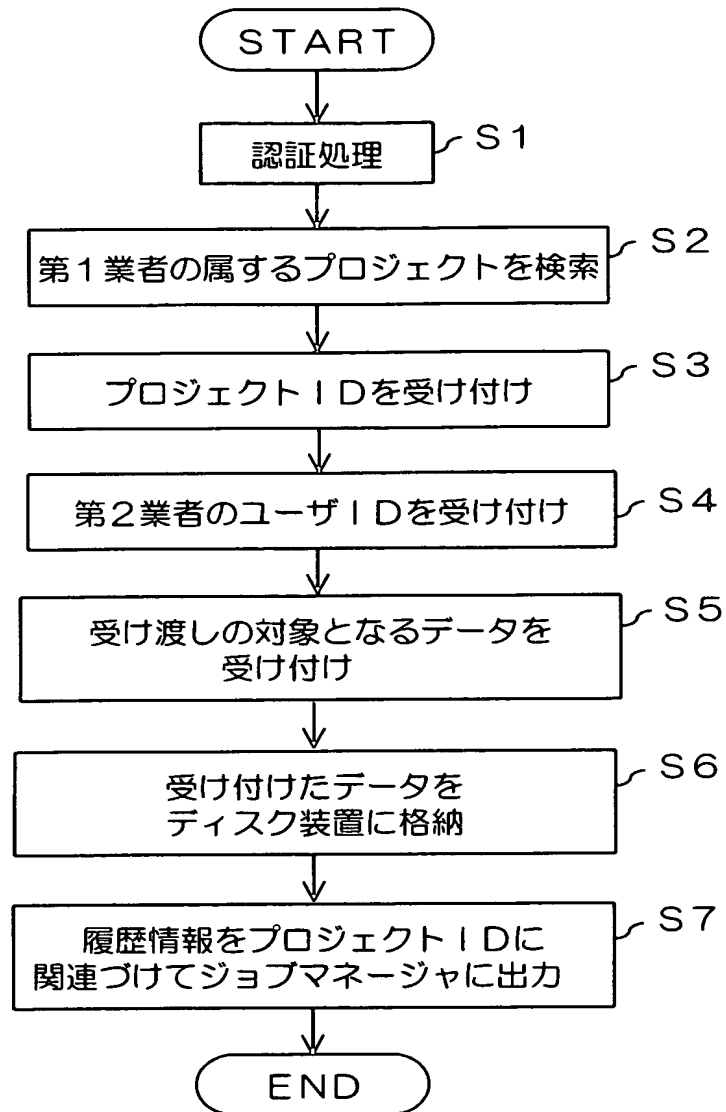 START
認証処理
S1
第1業者の属するプロジェクトを検索
S2
プロジェクトIDを受け付け
S3
第2業者のユーザIDを受け付け
S4
受け渡しの対象となるデータを
受け付け
S5
受け付けたデータを
ディスク装置に格納
S6
履歴情報をプロジェクトIDに
関連づけてジョブマネージャに出力
S7
END